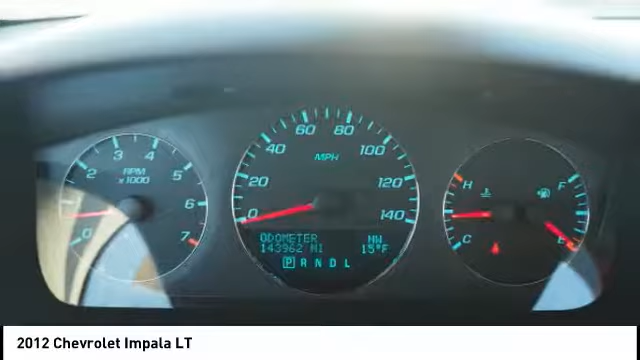 0
1
2
3
4
5
6
7
RPM
x1000
0
20
40
60
80
100
120
140
MPH
ODOMETER NW
143962 MI 15°F
P R N D L
H
C
F
E
2012 Chevrolet Impala LT